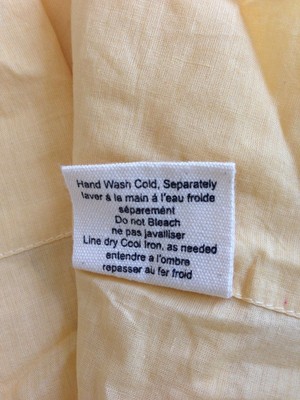 Hand Wash Cold, Separately
laver à la main à l'eau froide
séparément
Do not Bleach
ne pas javalliser
Line dry Cool Iron, as needed
entendre a l'ombre
repasser au fer froid